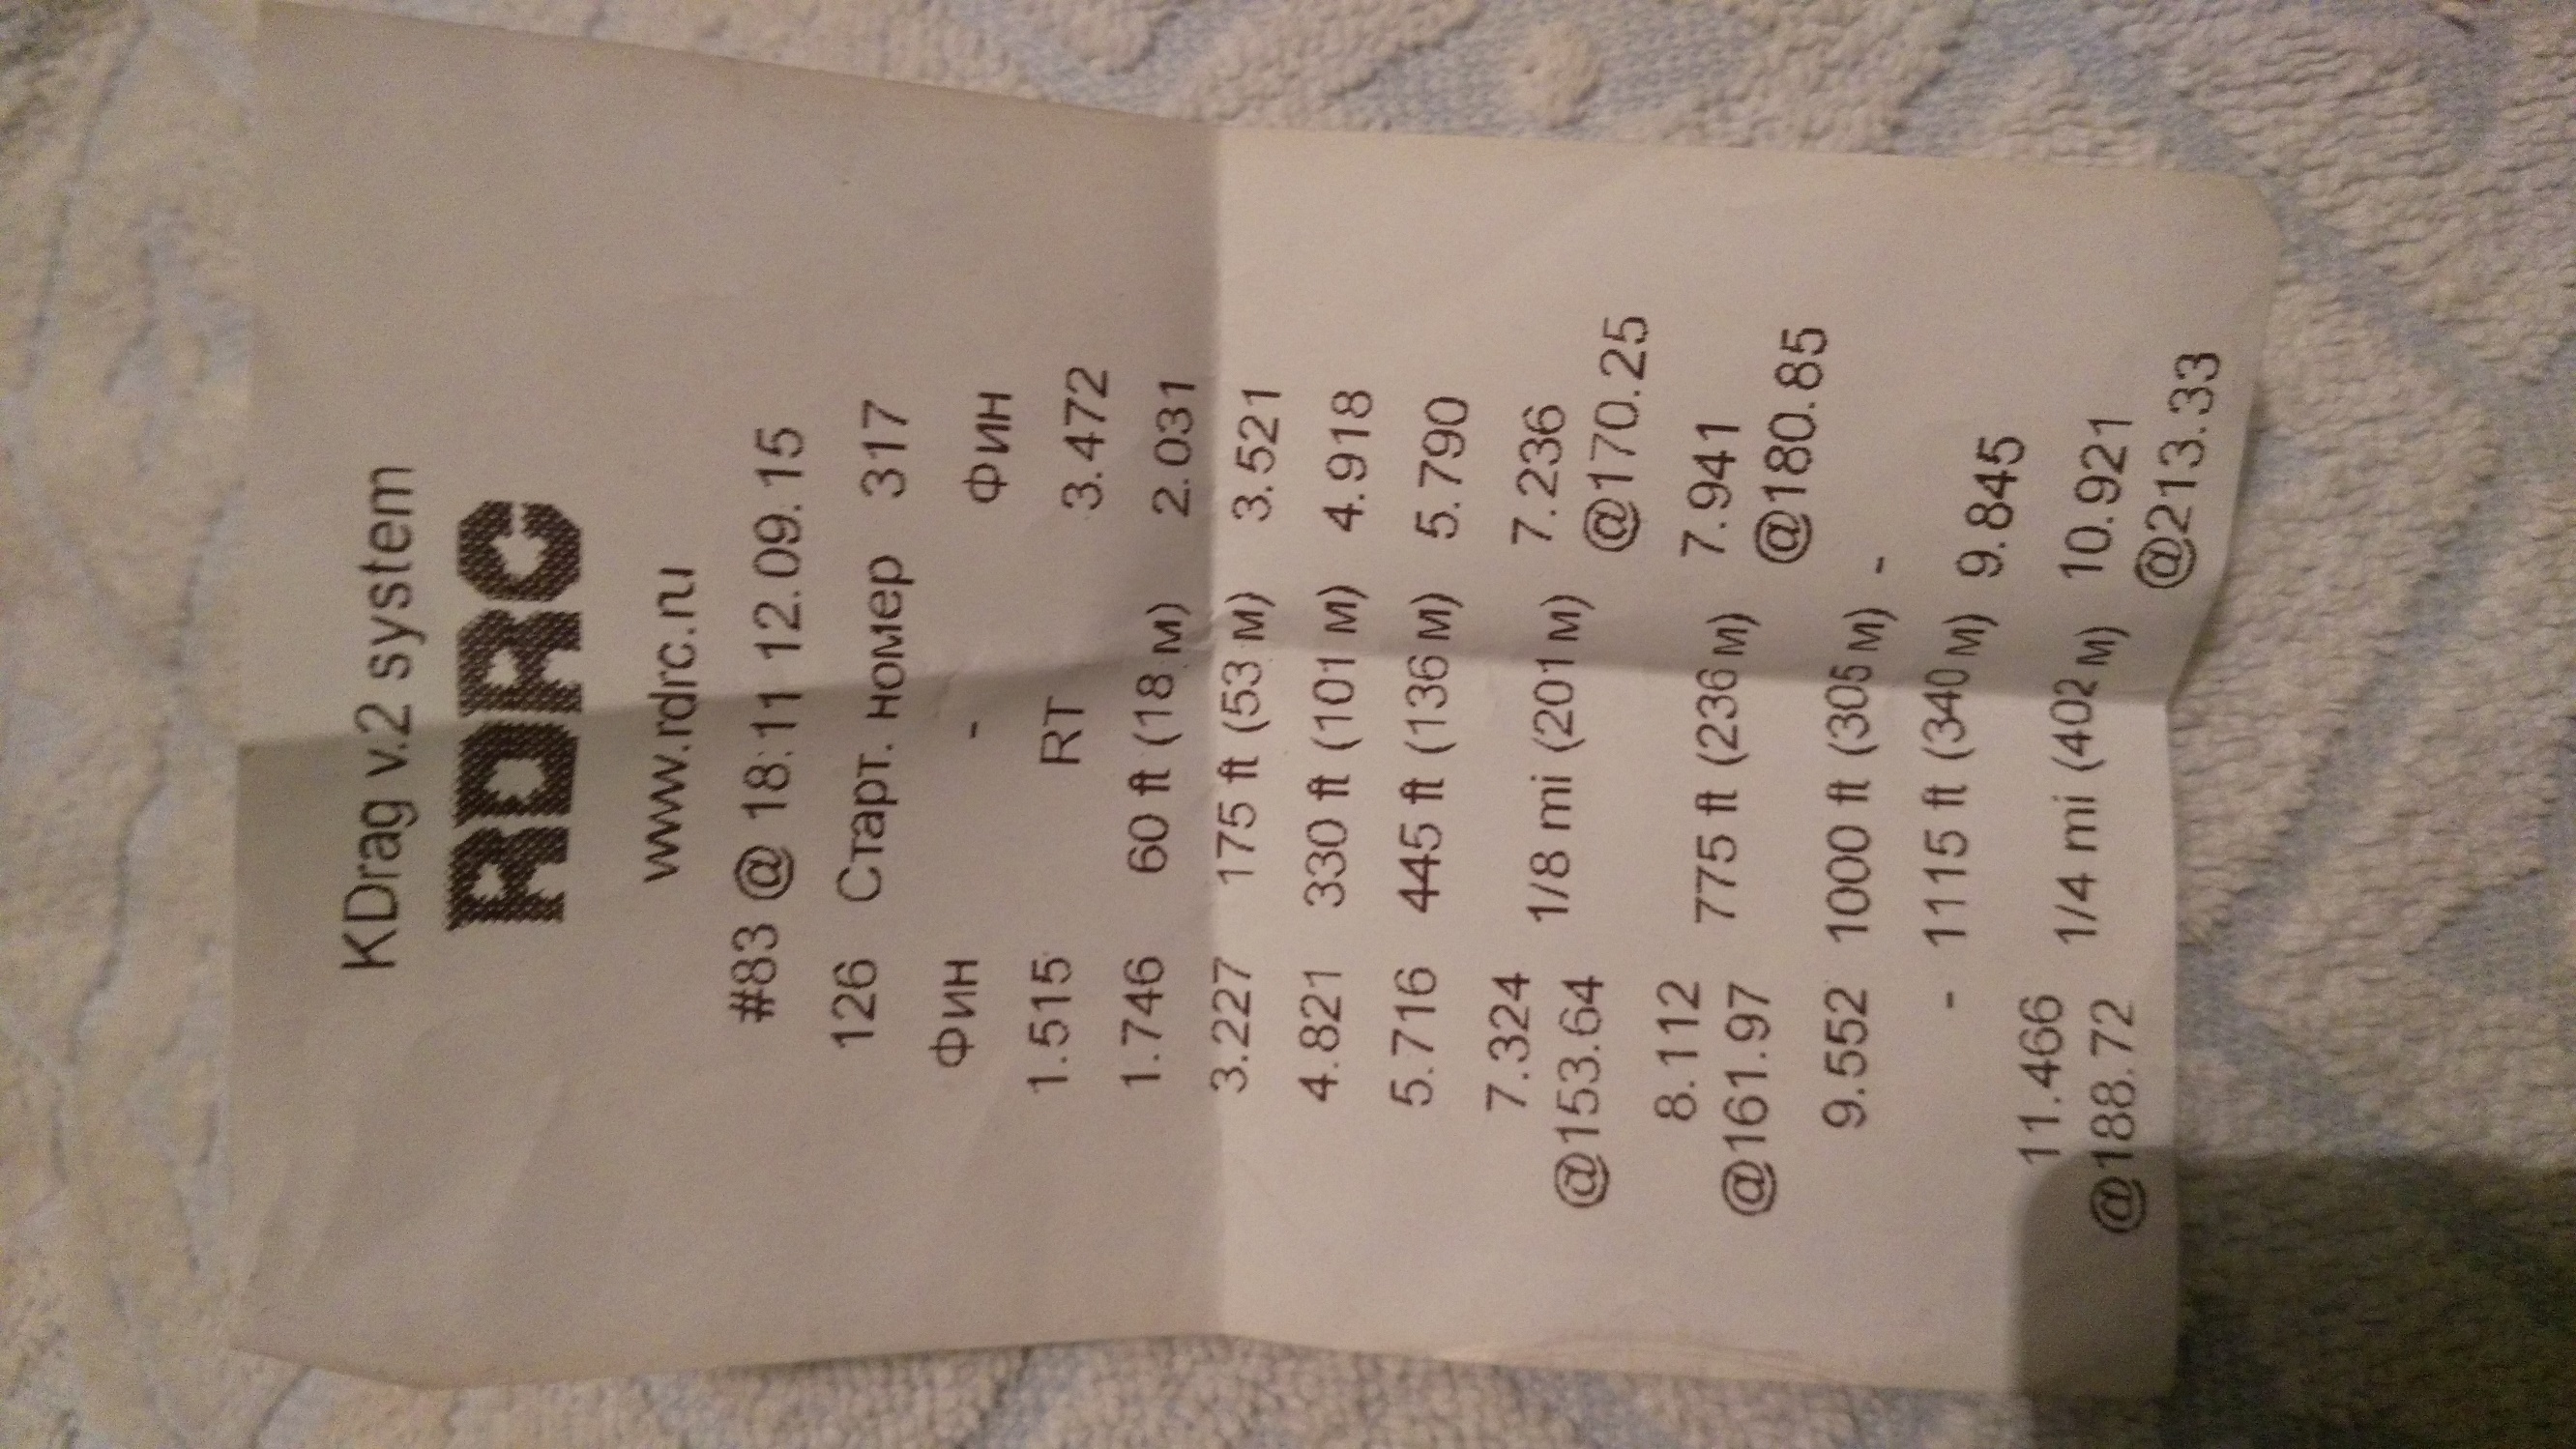 KDrag v.2 system
RDRC
www.rdrc.ru
#83 @ 18:11 12.09.15
126 Старт. номер 317
Фин - Фин
1.515 RT 3.472
1.746 60 ft (18 м) 2.031
3.227 175 ft (53 м) 3.521
4.821 330 ft (101 м) 4.918
5.716 445 ft (136 м) 5.790
7.324 1/8 mi (201 м) 7.236
@153.64 @170.25
8.112 775 ft (236 м) 7.941
@161.97 @180.85
9.552 1000 ft (305 м) -
- 1115 ft (340 м) 9.845
11.466 1/4 mi (402 м) 10.921
@188.72 @213.33